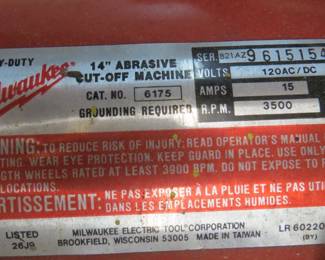 Y-DUTY
Milwaukee
14" ABRASIVE
CUT-OFF MACHINE
CAT. NO. 6175
GROUNDING REQUIRED
SER. 821AZ 9615154
VOLTS 120AC/DC
AMPS 15
R.P.M. 3500
NING: TO REDUCE RISK OF INJURY: READ OPERATOR'S MANUAL
TING. WEAR EYE PROTECTION. KEEP GUARD IN PLACE. USE ONLY
GTH WHEELS RATED AT LEAST 3900 RPM. DO NOT EXPOSE TO
RTISSEMENT: NE PAS EXPOSER À LA PLUIE ET NE PAS UT
DANS LES EMPLACEMENTS HUMIDES.
LISTED
26J9
MILWAUKEE ELECTRIC TOOL CORPORATION
BROOKFIELD, WISCONSIN 53005 MADE IN TAIWAN
LR 60220
(BY)